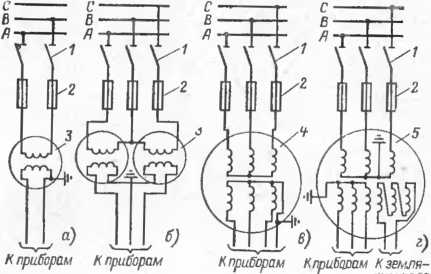 C C C C
B B B B
A A A A
1 1 1 1
2 2 2 2
3 3 4 5
а) б) в) г)
К приборам К приборам К приборам К приборам К земля-